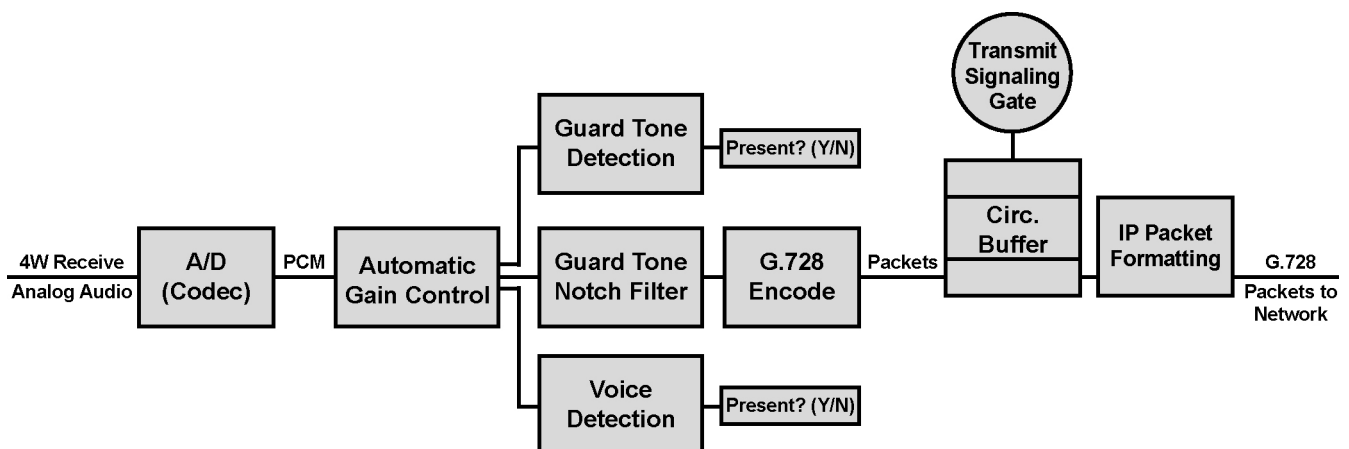 Transmit
Signaling
Gate
Guard Tone
Detection
Present? (Y/N)
4W Receive
Analog Audio
A/D
(Codec)
PCM
Automatic
Gain Control
Guard Tone
Notch Filter
G.728
Encode
Packets
Circ.
Buffer
IP Packet
Formatting
G.728
Packets to
Network
Voice
Detection
Present? (Y/N)